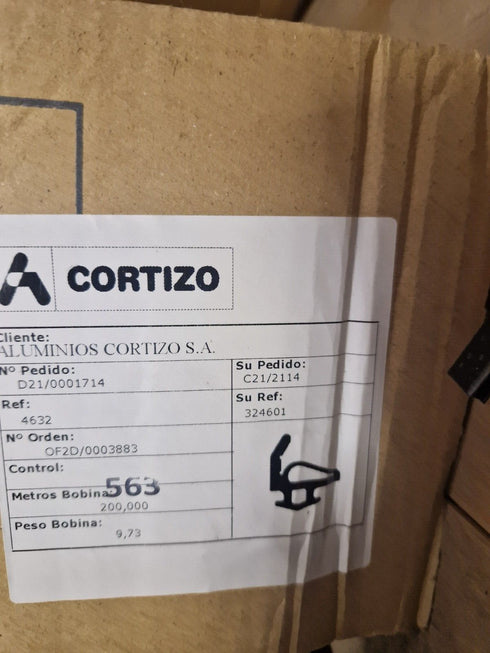 CORTIZO
Cliente:
ALUMINIOS CORTIZO S.A.
Nº Pedido:
D21/0001714
Su Pedido:
C21/2114
Ref:
4632
Su Ref:
324601
Nº Orden:
OF2D/0003883
Control:
563
Metros Bobina:
200,000
Peso Bobina:
9,73